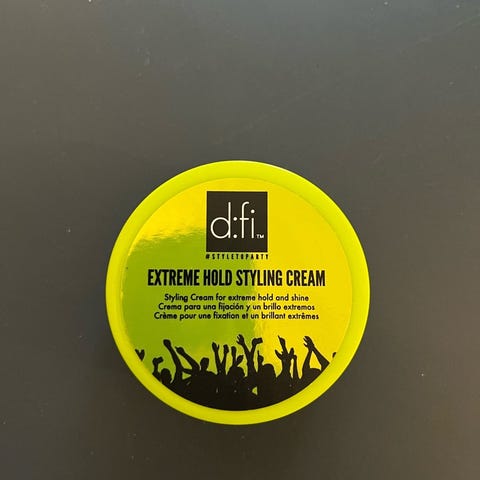 d:fi™
#STYLETOPARTY
EXTREME HOLD STYLING CREAM
Styling Cream for extreme hold and shine
Crema para una fijación y un brillo extremos
Crème pour une fixation et un brillant extrêmes